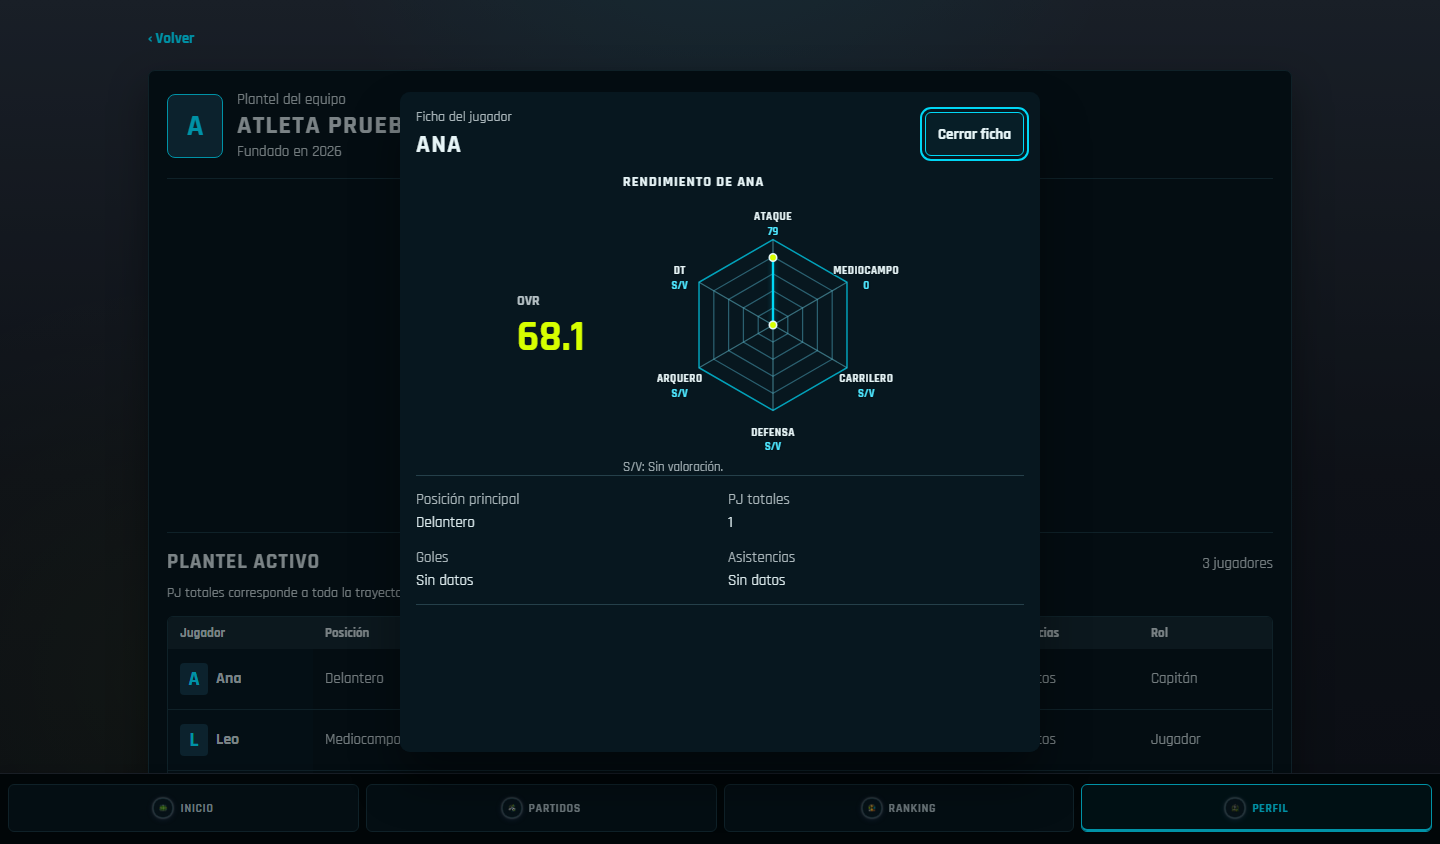 ‹ Volver
A
Plantel del equipo
ATLETA PRUEB
Fundado en 2026
Ficha del jugador
ANA
Cerrar ficha
RENDIMIENTO DE ANA
ATAQUE
79
DT
S/V
MEDIOCAMPO
0
OVR
68.1
ARQUERO
S/V
CARRILERO
S/V
DEFENSA
S/V
S/V: Sin valoración.
Posición principal
Delantero
PJ totales
1
Goles
Sin datos
Asistencias
Sin datos
PLANTEL ACTIVO
3 jugadores
PJ totales corresponde a toda la trayecto
Jugador Posición cias Rol
A Ana Delantero tos Capitán
L Leo Mediocampo tos Jugador
INICIO PARTIDOS RANKING PERFIL